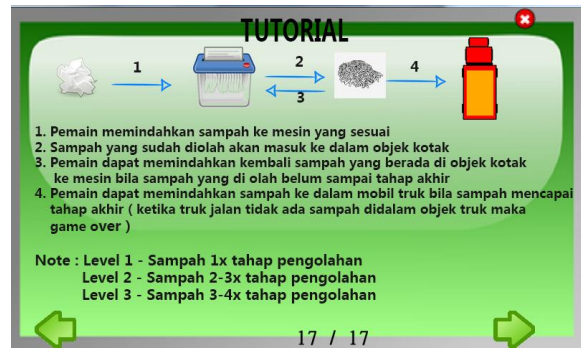 TUTORIAL
1
2
3
4
1. Pemain memindahkan sampah ke mesin yang sesuai
2. Sampah yang sudah diolah akan masuk ke dalam objek kotak
3. Pemain dapat memindahkan kembali sampah yang berada di objek kotak
ke mesin bila sampah yang di olah belum sampai tahap akhir
4. Pemain dapat memindahkan sampah ke dalam mobil truk bila sampah mencapai
tahap akhir ( ketika truk jalan tidak ada sampah didalam objek truk maka
game over )
Note : Level 1 - Sampah 1x tahap pengolahan
Level 2 - Sampah 2-3x tahap pengolahan
Level 3 - Sampah 3-4x tahap pengolahan
17 / 17